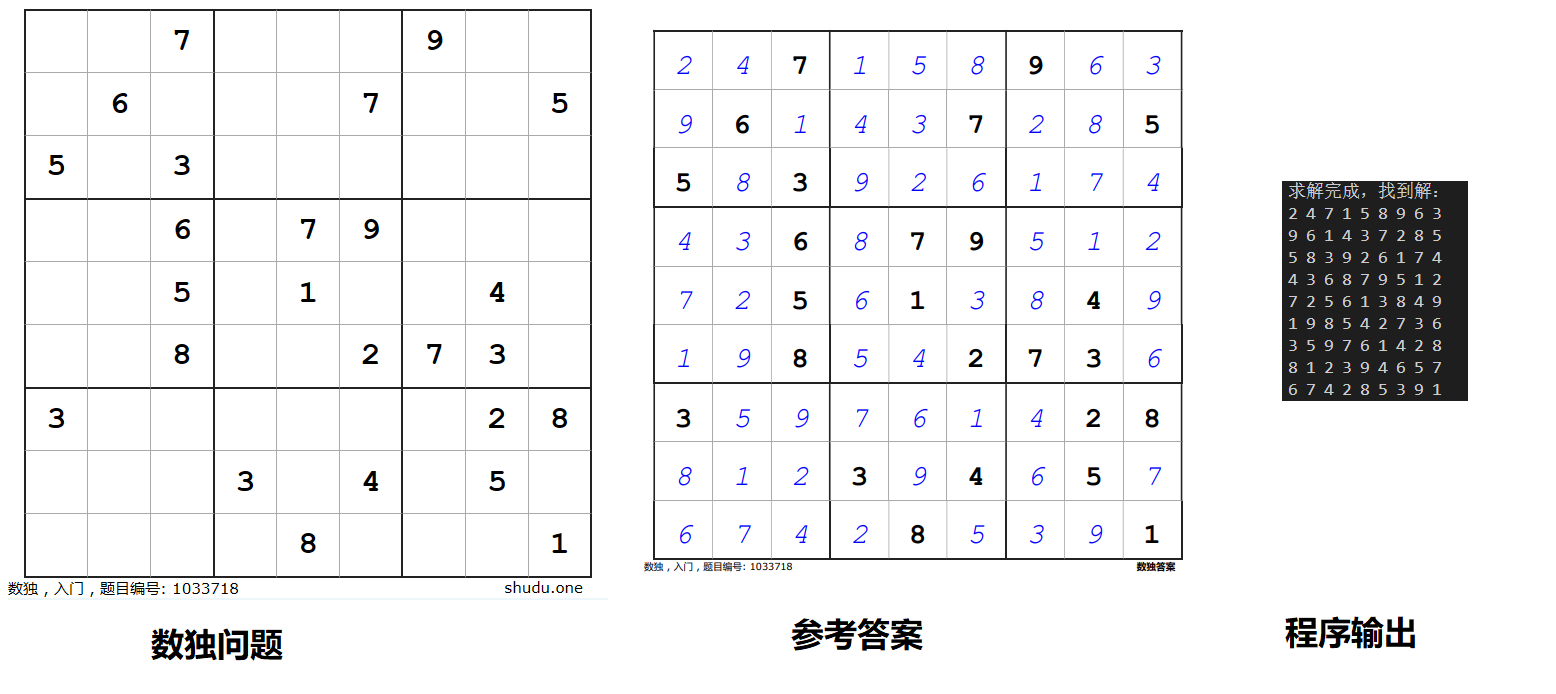 7 9
6 7 5
5 3
6 7 9
5 1 4
8 2 7 3
3 2 8
3 4 5
8 1
数独，入门，题目编号: 1033718 shudu.one
数独问题
2 4 7 1 5 8 9 6 3
9 6 1 4 3 7 2 8 5
5 8 3 9 2 6 1 7 4
4 3 6 8 7 9 5 1 2
7 2 5 6 1 3 8 4 9
1 9 8 5 4 2 7 3 6
3 5 9 7 6 1 4 2 8
8 1 2 3 9 4 6 5 7
6 7 4 2 8 5 3 9 1
数独，入门，题目编号: 1033718 数独答案
参考答案
求解完成，找到解：
2 4 7 1 5 8 9 6 3
9 6 1 4 3 7 2 8 5
5 8 3 9 2 6 1 7 4
4 3 6 8 7 9 5 1 2
7 2 5 6 1 3 8 4 9
1 9 8 5 4 2 7 3 6
3 5 9 7 6 1 4 2 8
8 1 2 3 9 4 6 5 7
6 7 4 2 8 5 3 9 1
程序输出